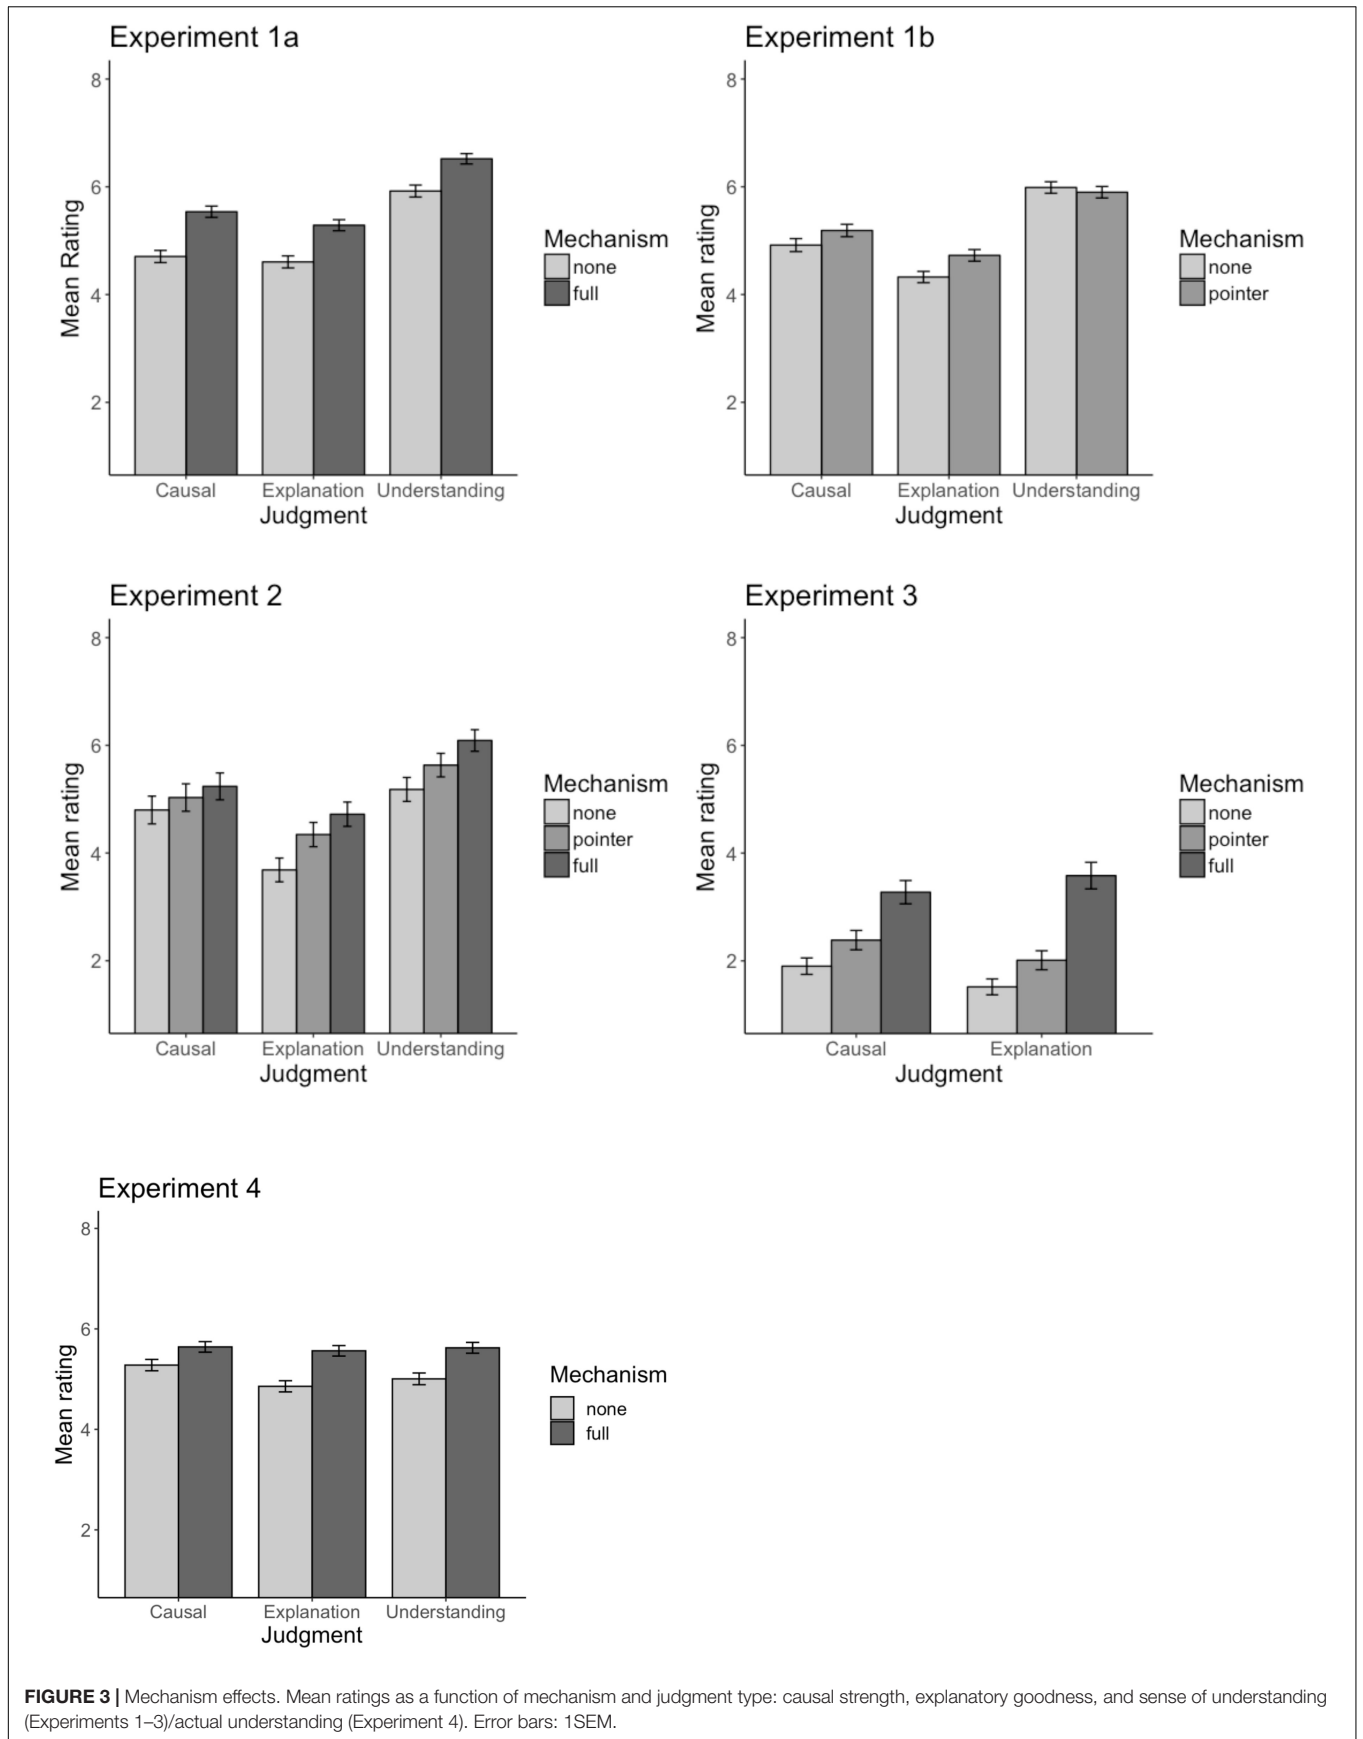 Experiment 1a
8
6
4
2
Mean Rating
Causal
Explanation
Understanding
Judgment
Mechanism
none
full
Experiment 1b
8
6
4
2
Mean rating
Causal
Explanation
Understanding
Judgment
Mechanism
none
pointer
Experiment 2
8
6
4
2
Mean rating
Causal
Explanation
Understanding
Judgment
Mechanism
none
pointer
full
Experiment 3
8
6
4
2
Mean rating
Causal
Explanation
Judgment
Mechanism
none
pointer
full
Experiment 4
8
6
4
2
Mean rating
Causal
Explanation
Understanding
Judgment
Mechanism
none
full
FIGURE 3 | Mechanism effects. Mean ratings as a function of mechanism and judgment type: causal strength, explanatory goodness, and sense of understanding
(Experiments 1–3)/actual understanding (Experiment 4). Error bars: 1SEM.